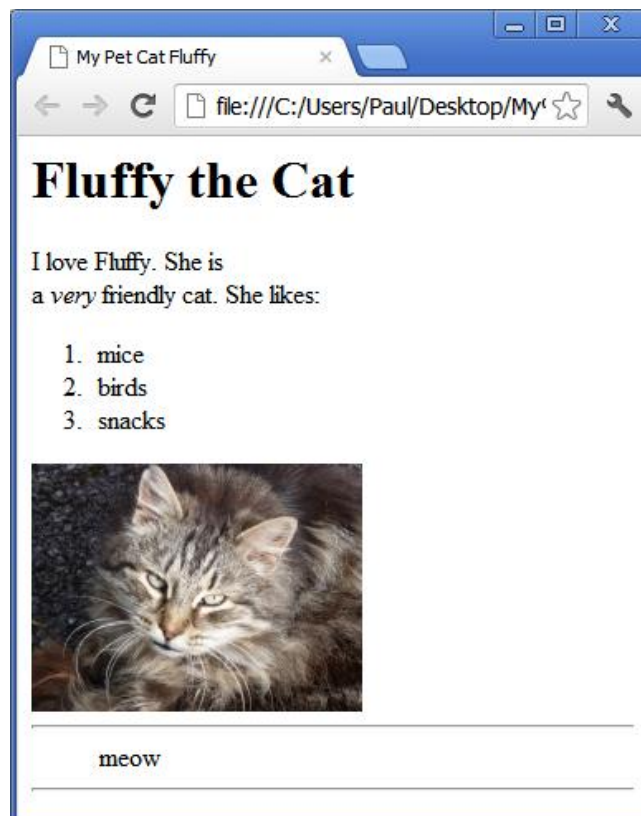 My Pet Cat Fluffy
file:///C:/Users/Paul/Desktop/My
Fluffy the Cat
I love Fluffy. She is
a very friendly cat. She likes:
1. mice
2. birds
3. snacks
meow